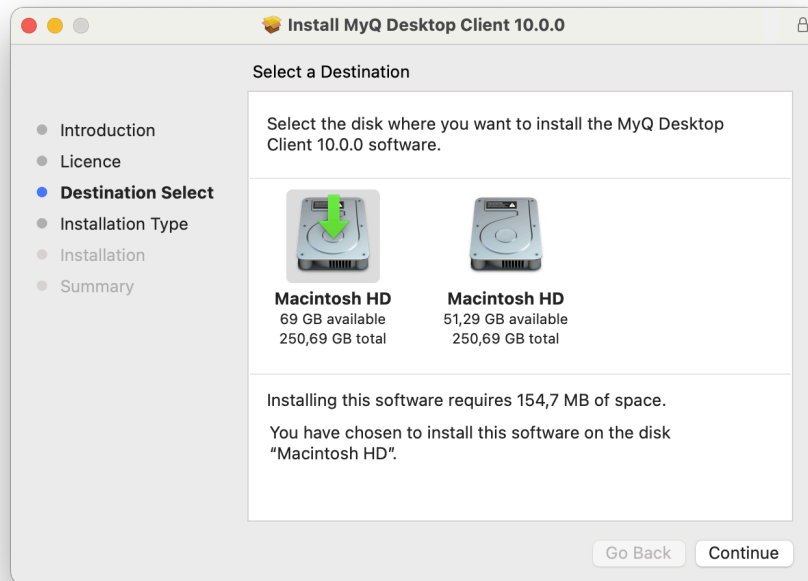 Install MyQ Desktop Client 10.0.0
Select a Destination
Introduction
Licence
Destination Select
Installation Type
Installation
Summary
Select the disk where you want to install the MyQ Desktop
Client 10.0.0 software.
Macintosh HD
69 GB available
250,69 GB total
Macintosh HD
51,29 GB available
250,69 GB total
Installing this software requires 154,7 MB of space.
You have chosen to install this software on the disk
“Macintosh HD”.
Go Back
Continue